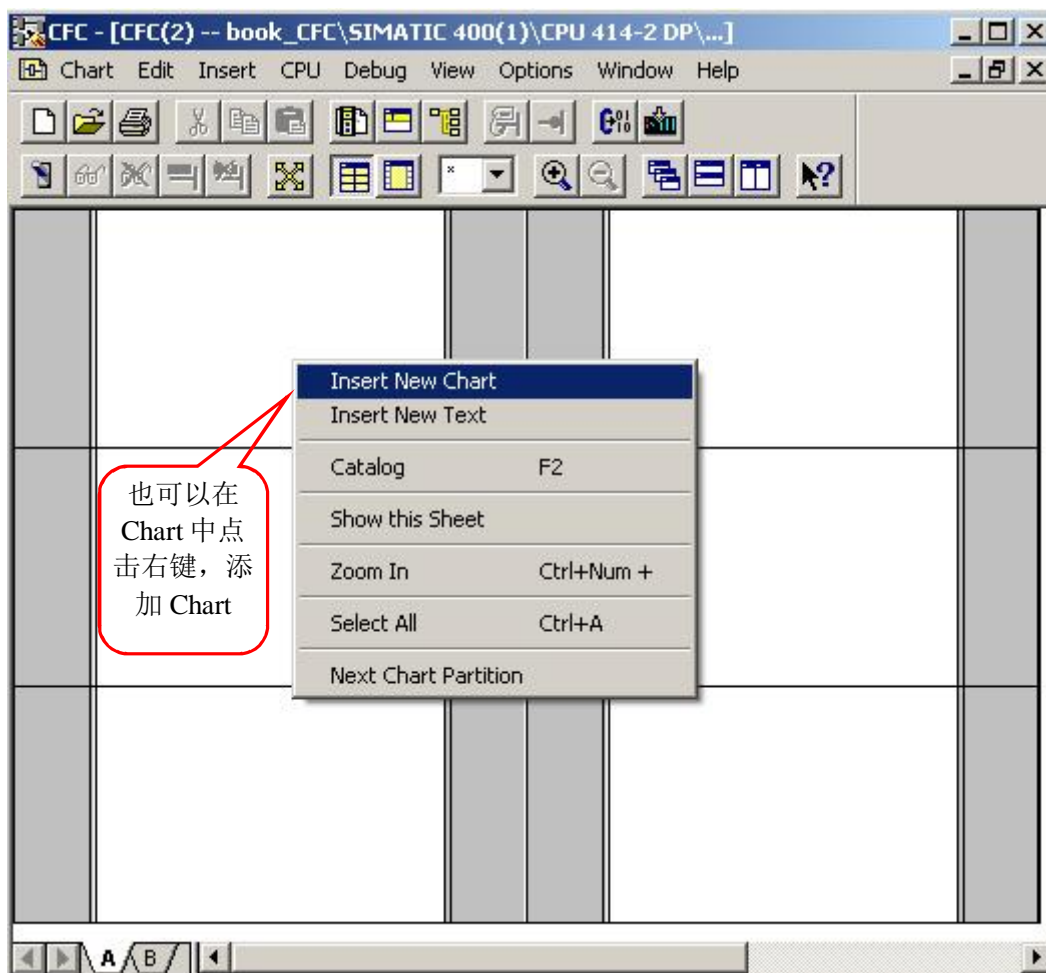 CFC - [CFC(2) -- book_CFC\SIMATIC 400(1)\CPU 414-2 DP\...]
Chart Edit Insert CPU Debug View Options Window Help
*
Insert New Chart
Insert New Text
Catalog F2
Show this Sheet
Zoom In Ctrl+Num +
Select All Ctrl+A
Next Chart Partition
也可以在
Chart 中点
击右键，添
加 Chart
A B